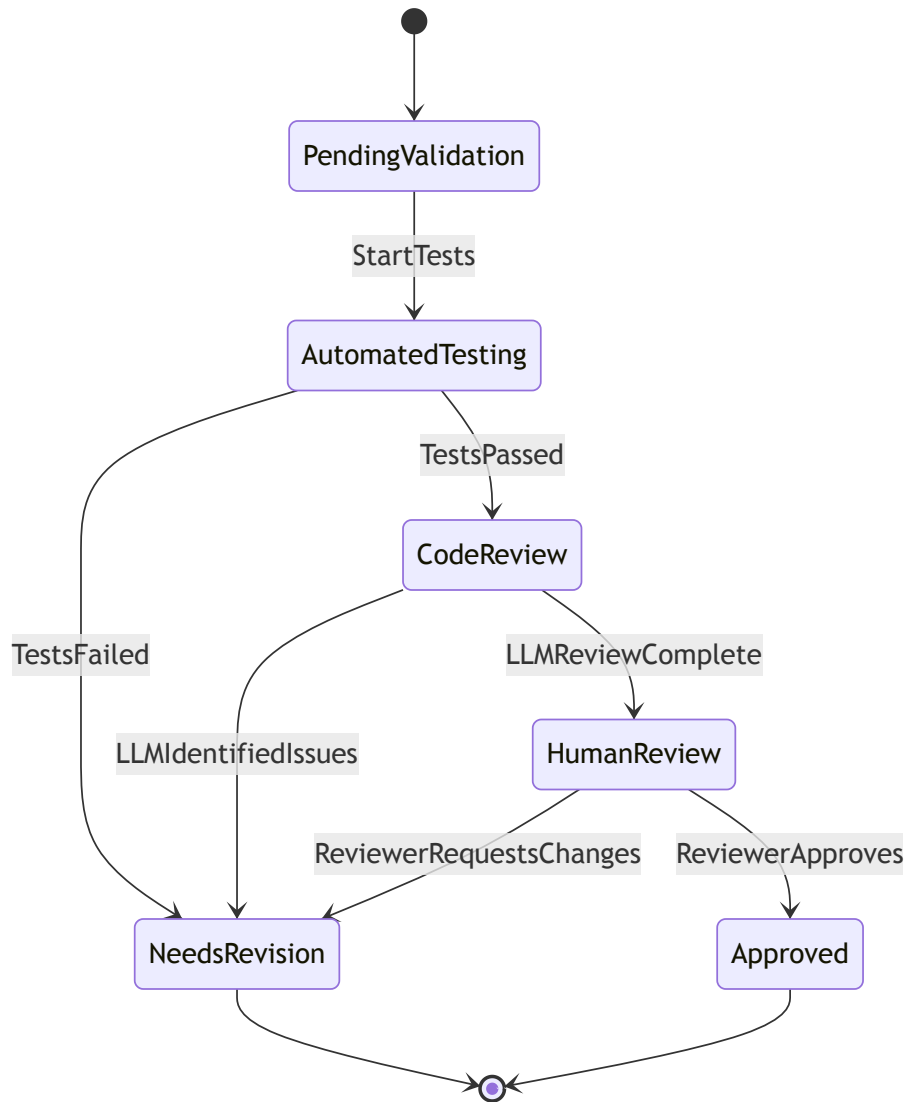 PendingValidation
StartTests
AutomatedTesting
TestsPassed
CodeReview
TestsFailed
LLMReviewComplete
LLMIdentifiedIssues
HumanReview
ReviewerRequestsChanges
ReviewerApproves
NeedsRevision
Approved